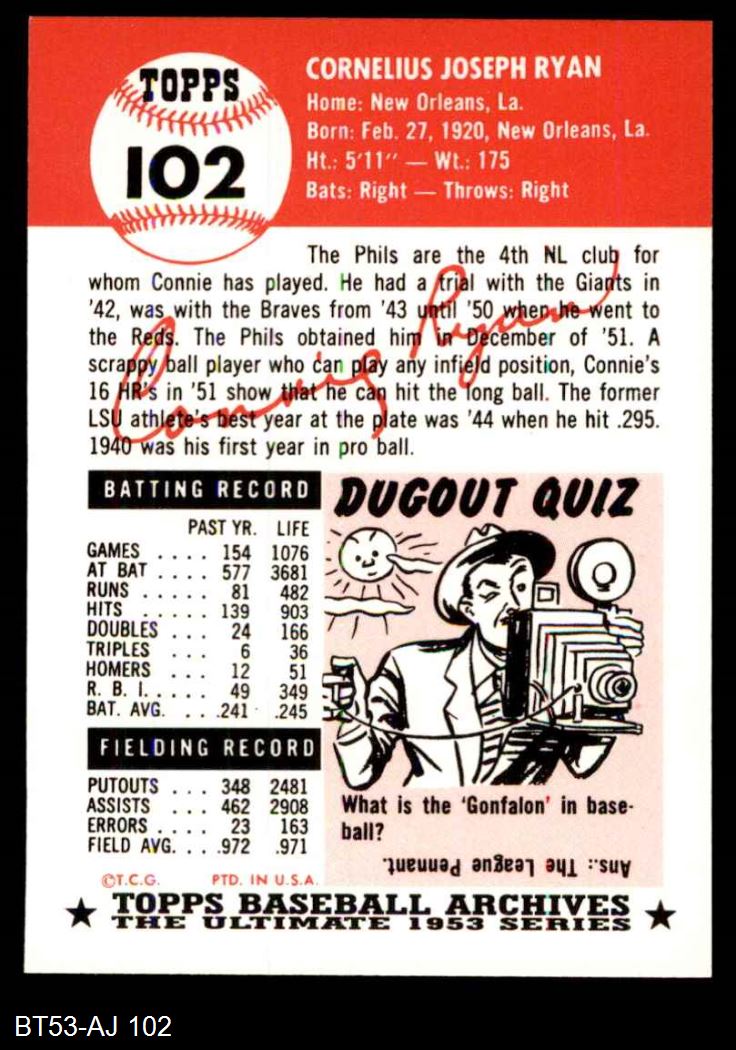 TOPPS
102
CORNELIUS JOSEPH RYAN
Home: New Orleans, La.
Born: Feb. 27, 1920, New Orleans, La.
Ht.: 5'11" — Wt.: 175
Bats: Right — Throws: Right
The Phils are the 4th NL club for
whom Connie has played. He had a trial with the Giants in
'42, was with the Braves from '43 until '50 when he went to
the Reds. The Phils obtained him in December of '51. A
scrappy ball player who can play any infield position, Connie's
16 HR's in '51 show that he can hit the long ball. The former
LSU athlete's best year at the plate was '44 when he hit .295.
1940 was his first year in pro ball.
Connie Ryan
BATTING RECORD
PAST YR. LIFE
GAMES .... 154 1076
AT BAT .... 577 3681
RUNS ..... 81 482
HITS ..... 139 903
DOUBLES ... 24 166
TRIPLES ... 6 36
HOMERS ... 12 51
R. B. I. .... 49 349
BAT. AVG. ... .241 .245
FIELDING RECORD
PUTOUTS ... 348 2481
ASSISTS ... 462 2908
ERRORS .... 23 163
FIELD AVG. ... .972 .971
©T.C.G. PTD. IN U.S.A.
DUGOUT QUIZ
What is the 'Gonfalon' in base-
ball?
Ans.: The League Pennant.
★ TOPPS BASEBALL ARCHIVES ★
THE ULTIMATE 1953 SERIES
BT53-AJ 102